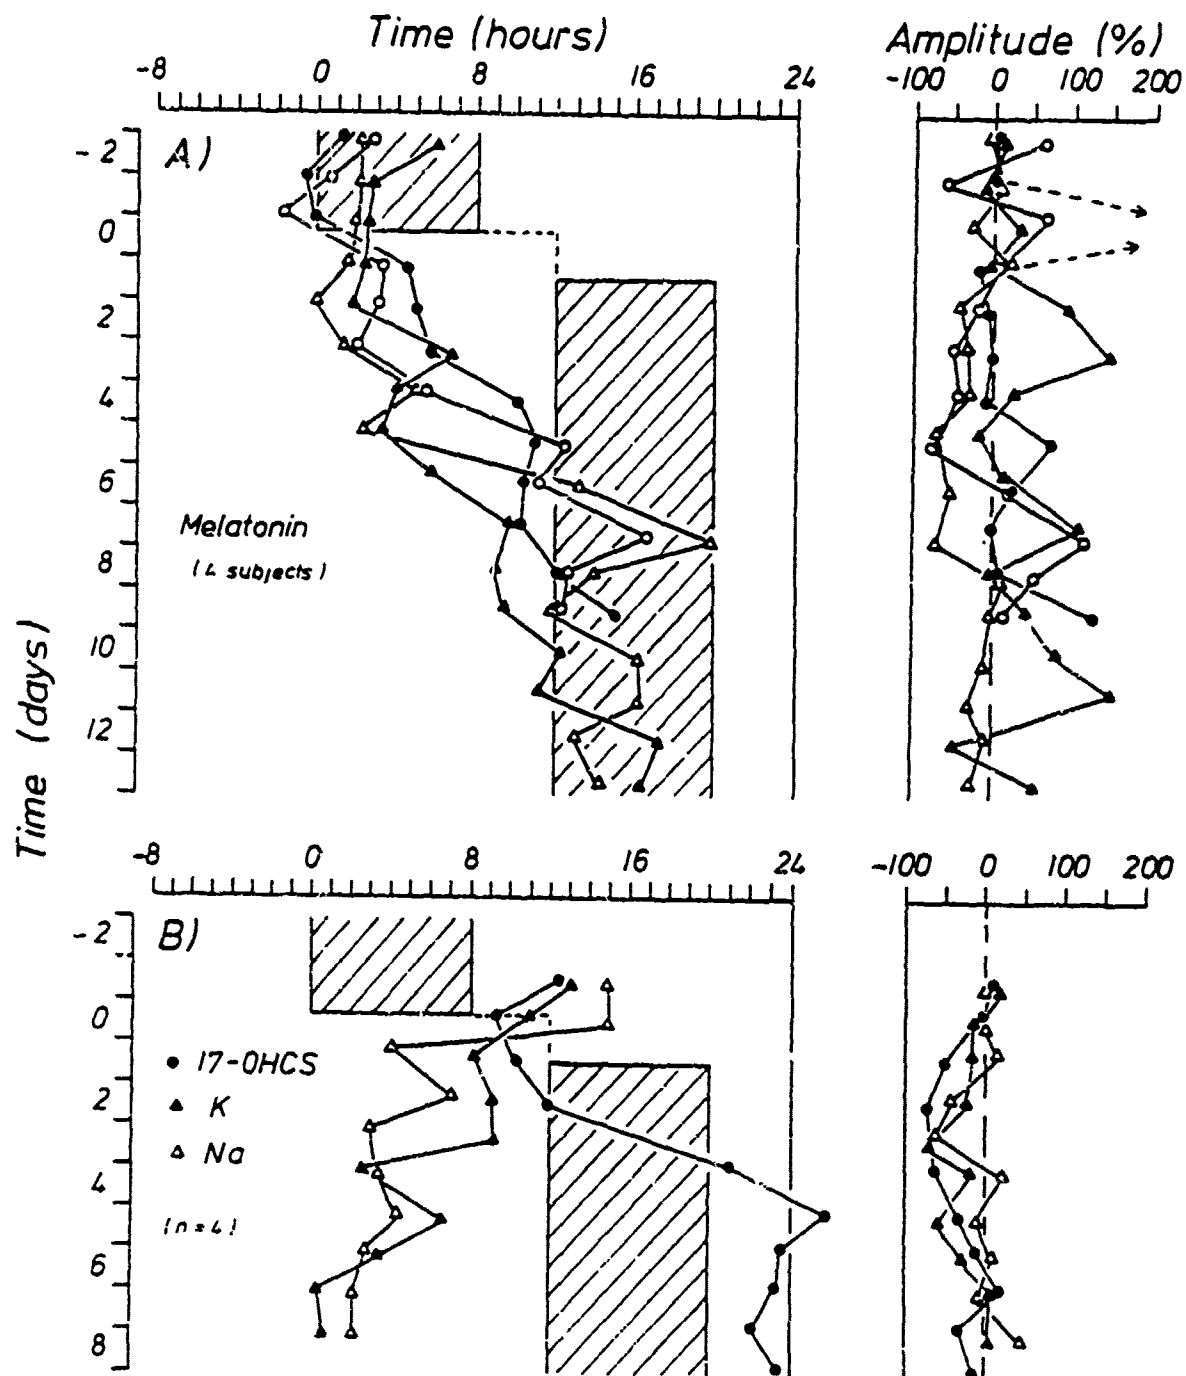 Time (hours)
Amplitude (%)
-8 0 8 16 24
-100 0 100 200
A)
-2
0
2
4
6
8
10
12
Melatonin
(4 subjects)
Time (days)
-8 0 8 16 24
-100 0 100 200
B)
-2
0
2
4
6
8
17-OHCS
K
Na
(n=4)